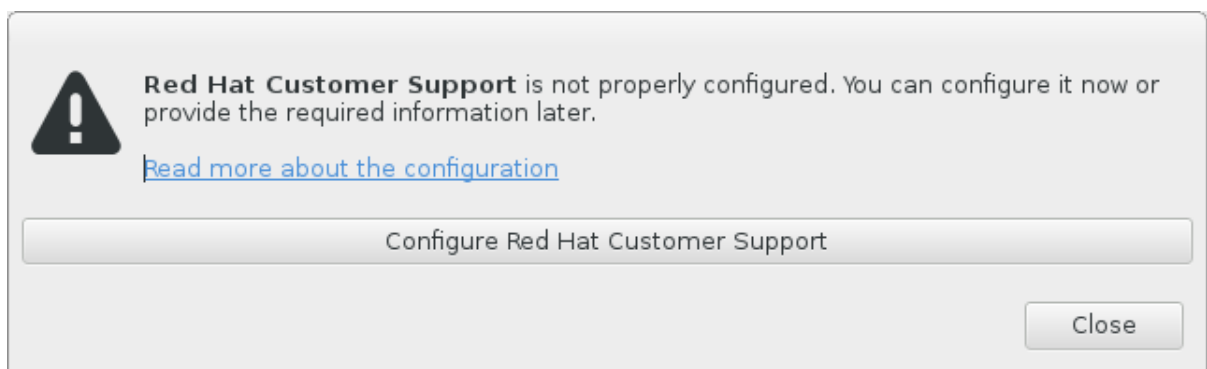 Red Hat Customer Support is not properly configured. You can configure it now or
provide the required information later.
Read more about the configuration
Configure Red Hat Customer Support
Close